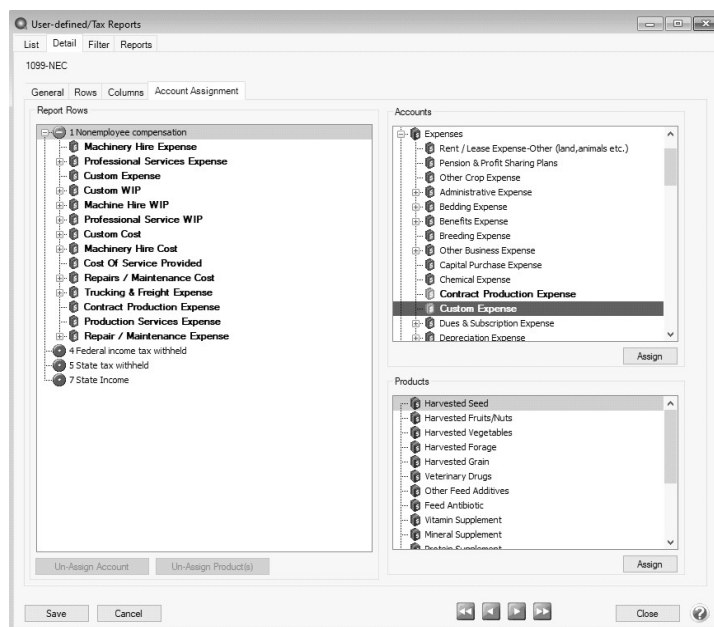 User-defined/Tax Reports
List Detail Filter Reports
1099-NEC
General Rows Columns Account Assignment
Report Rows
1 Nonemployee compensation
Machinery Hire Expense
Professional Services Expense
Custom Expense
Custom WIP
Machine Hire WIP
Professional Service WIP
Custom Cost
Machinery Hire Cost
Cost Of Service Provided
Repairs / Maintenance Cost
Trucking & Freight Expense
Contract Production Expense
Production Services Expense
Repair / Maintenance Expense
4 Federal income tax withheld
5 State tax withheld
7 State Income
Un-Assign Account Un-Assign Product(s)
Accounts
Expenses
Rent / Lease Expense-Other (land,animals etc.)
Pension & Profit Sharing Plans
Other Crop Expense
Administrative Expense
Bedding Expense
Benefits Expense
Breeding Expense
Other Business Expense
Capital Purchase Expense
Chemical Expense
Contract Production Expense
Custom Expense
Dues & Subscription Expense
Depreciation Expense
Assign
Products
Harvested Seed
Harvested Fruits/Nuts
Harvested Vegetables
Harvested Forage
Harvested Grain
Veterinary Drugs
Other Feed Additives
Feed Antibiotic
Vitamin Supplement
Mineral Supplement
Protein Supplement
Assign
Save Cancel Close ?